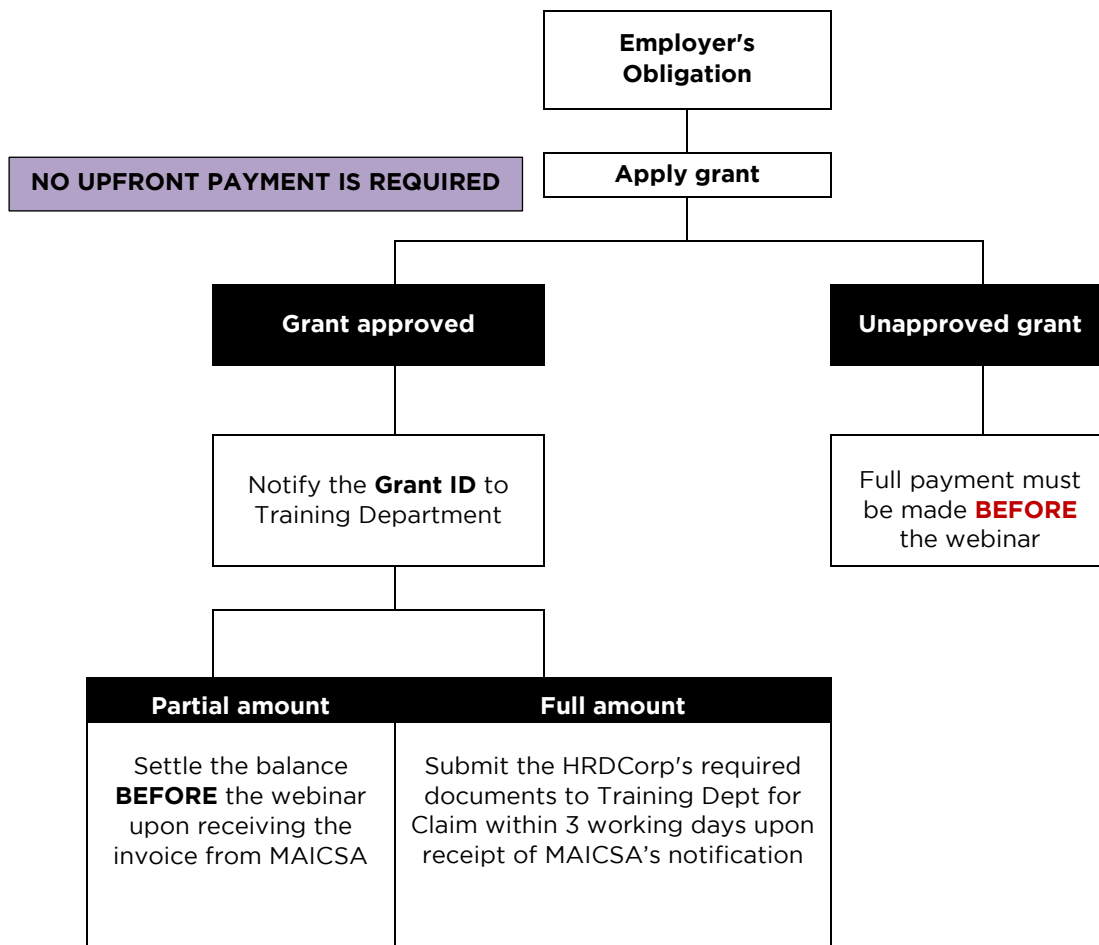 Employer's
Obligation
NO UPFRONT PAYMENT IS REQUIRED
Apply grant
Grant approved
Unapproved grant
Notify the Grant ID to
Training Department
Full payment must
be made BEFORE
the webinar
Partial amount
Full amount
Settle the balance
BEFORE the webinar
upon receiving the
invoice from MAICSA
Submit the HRDCorp's required
documents to Training Dept for
Claim within 3 working days upon
receipt of MAICSA’s notification